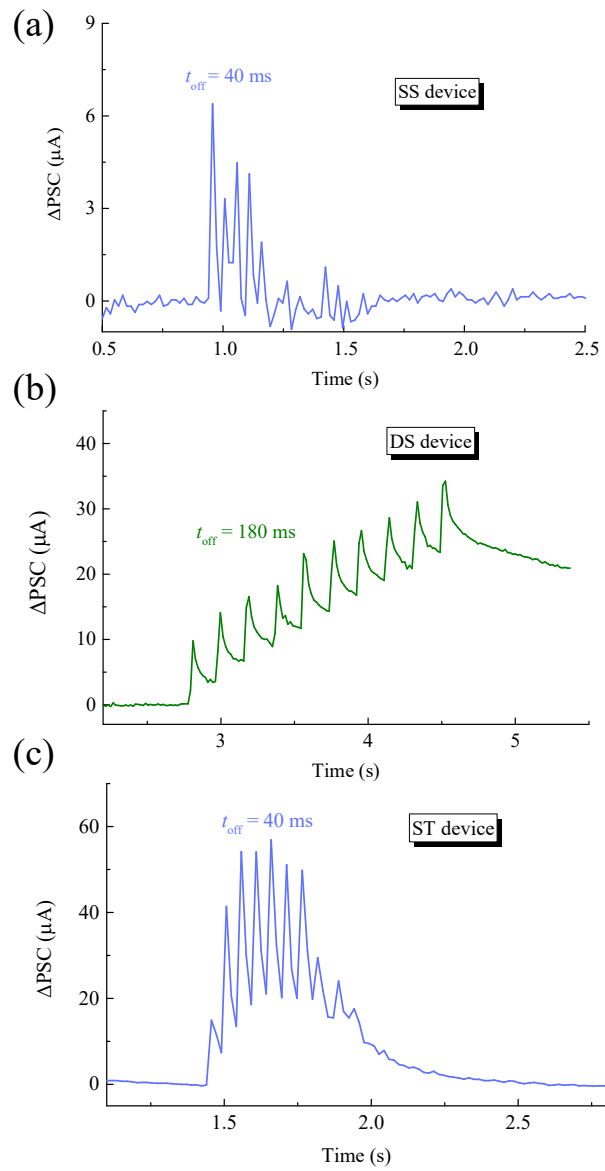 (a)
9
6
3
0
ΔPSC (μA)
t_off = 40 ms
SS device
0.5 1.0 1.5 2.0 2.5
Time (s)
(b)
40
30
20
10
0
ΔPSC (μA)
DS device
t_off = 180 ms
3 4 5
Time (s)
(c)
60
40
20
0
ΔPSC (μA)
t_off = 40 ms
ST device
1.5 2.0 2.5
Time (s)